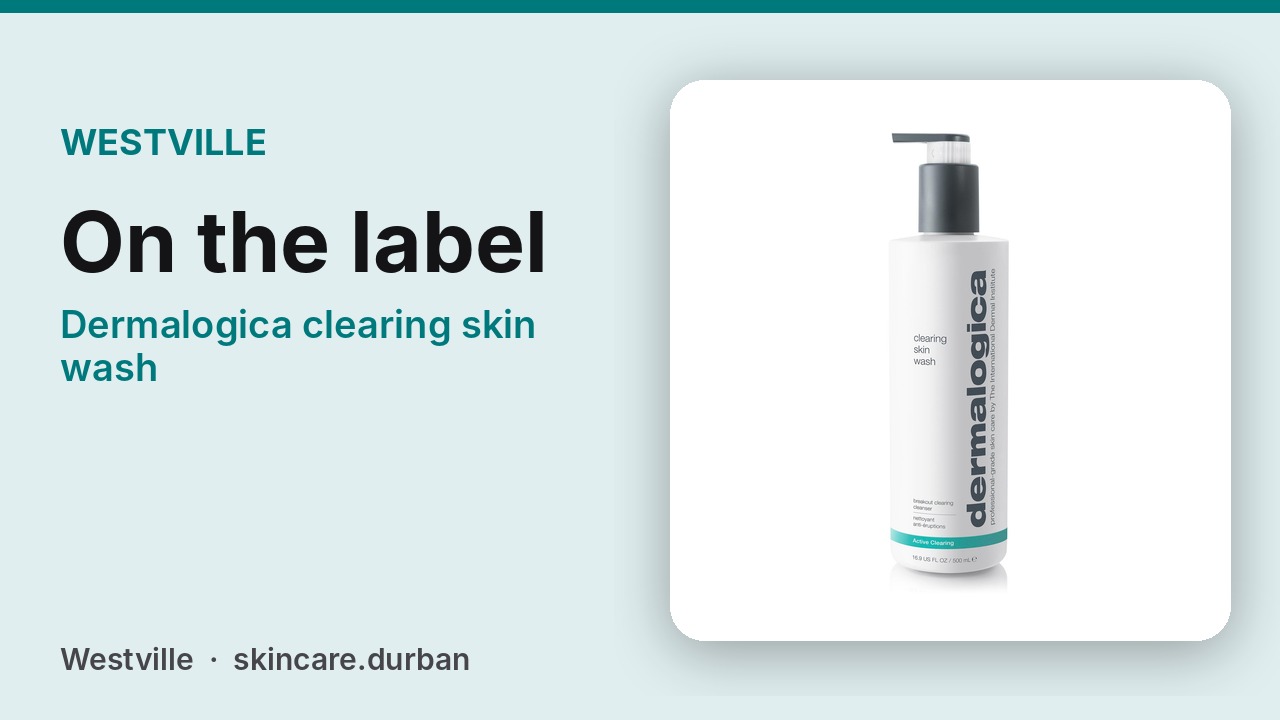 WESTVILLE
On the label
Dermalogica clearing skin
wash
Westville · skincare.durban
clearing
skin
wash
dermalogica
professional-grade skin care by The International Dermal Institute
breakout clearing
cleanser
nettoyant
anti-éruptions
Active Clearing
16.9 US FL OZ / 500 mL ℮